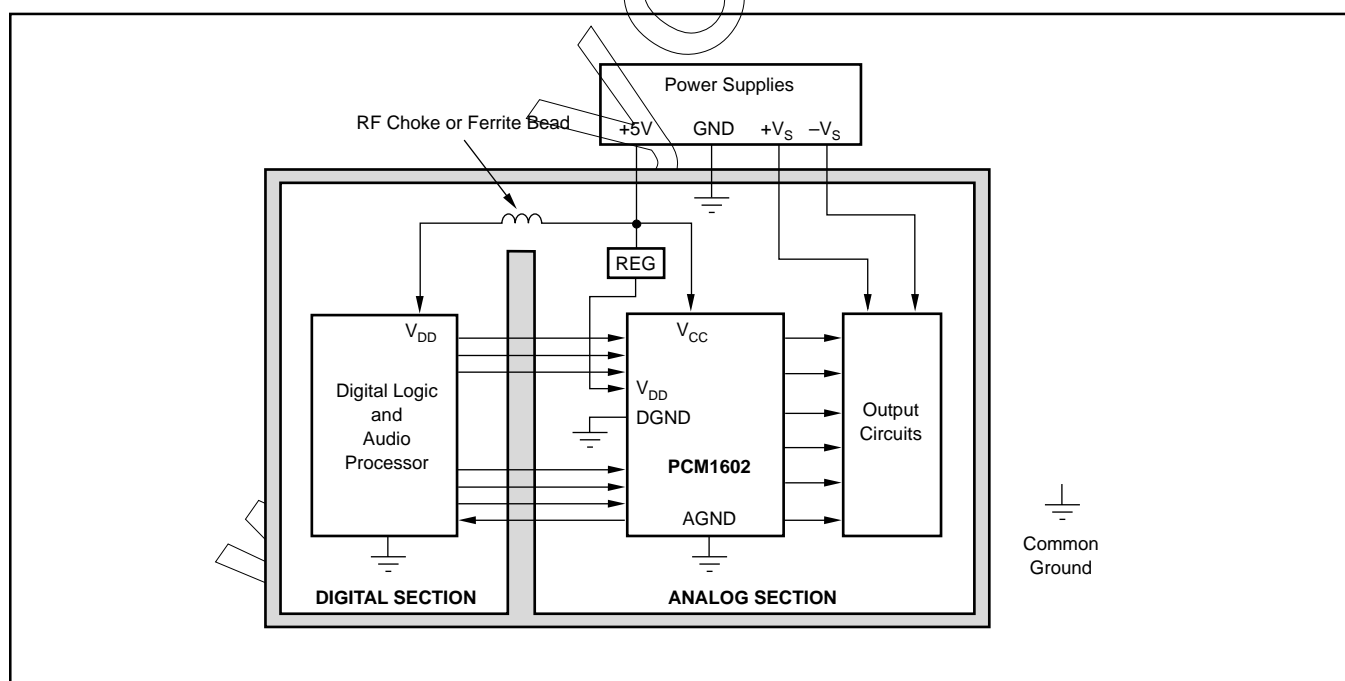 Power Supplies
RF Choke or Ferrite Bead
+5V GND +VS –VS
REG
VDD
VCC
Digital Logic
and
Audio
Processor
VDD
DGND
PCM1602
AGND
Output
Circuits
Common
Ground
DIGITAL SECTION
ANALOG SECTION